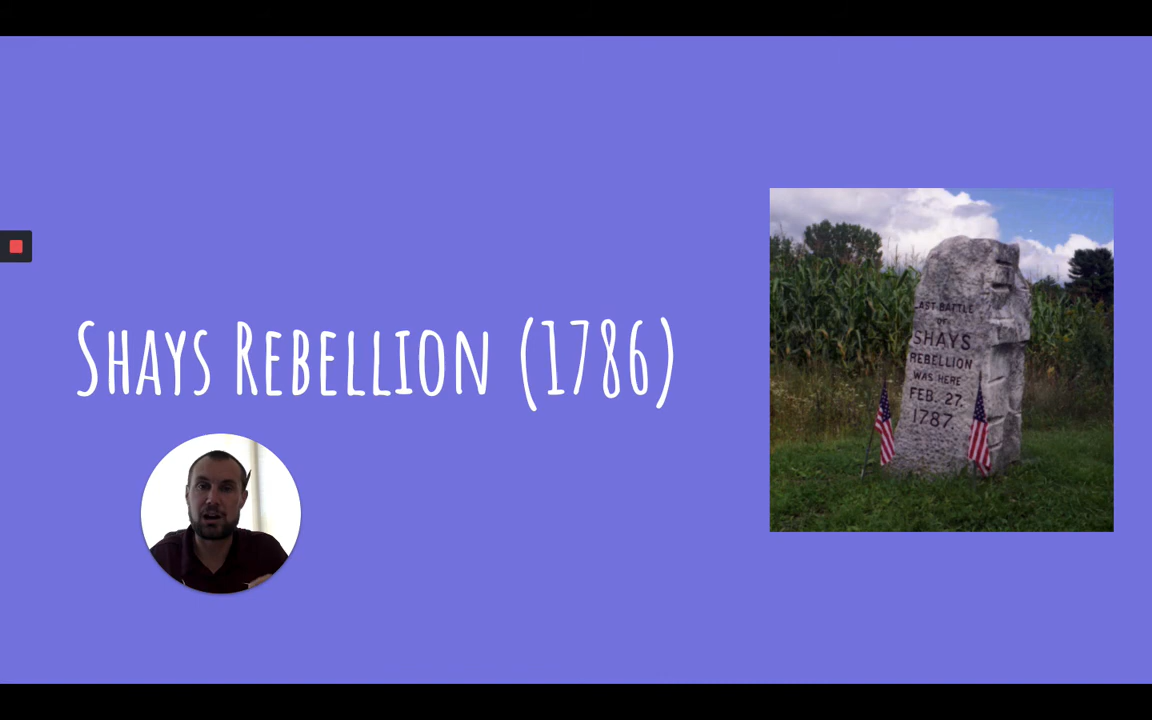 Shays Rebellion (1786)
LAST BATTLE
OF
SHAYS
REBELLION
WAS HERE
FEB. 27.
1787